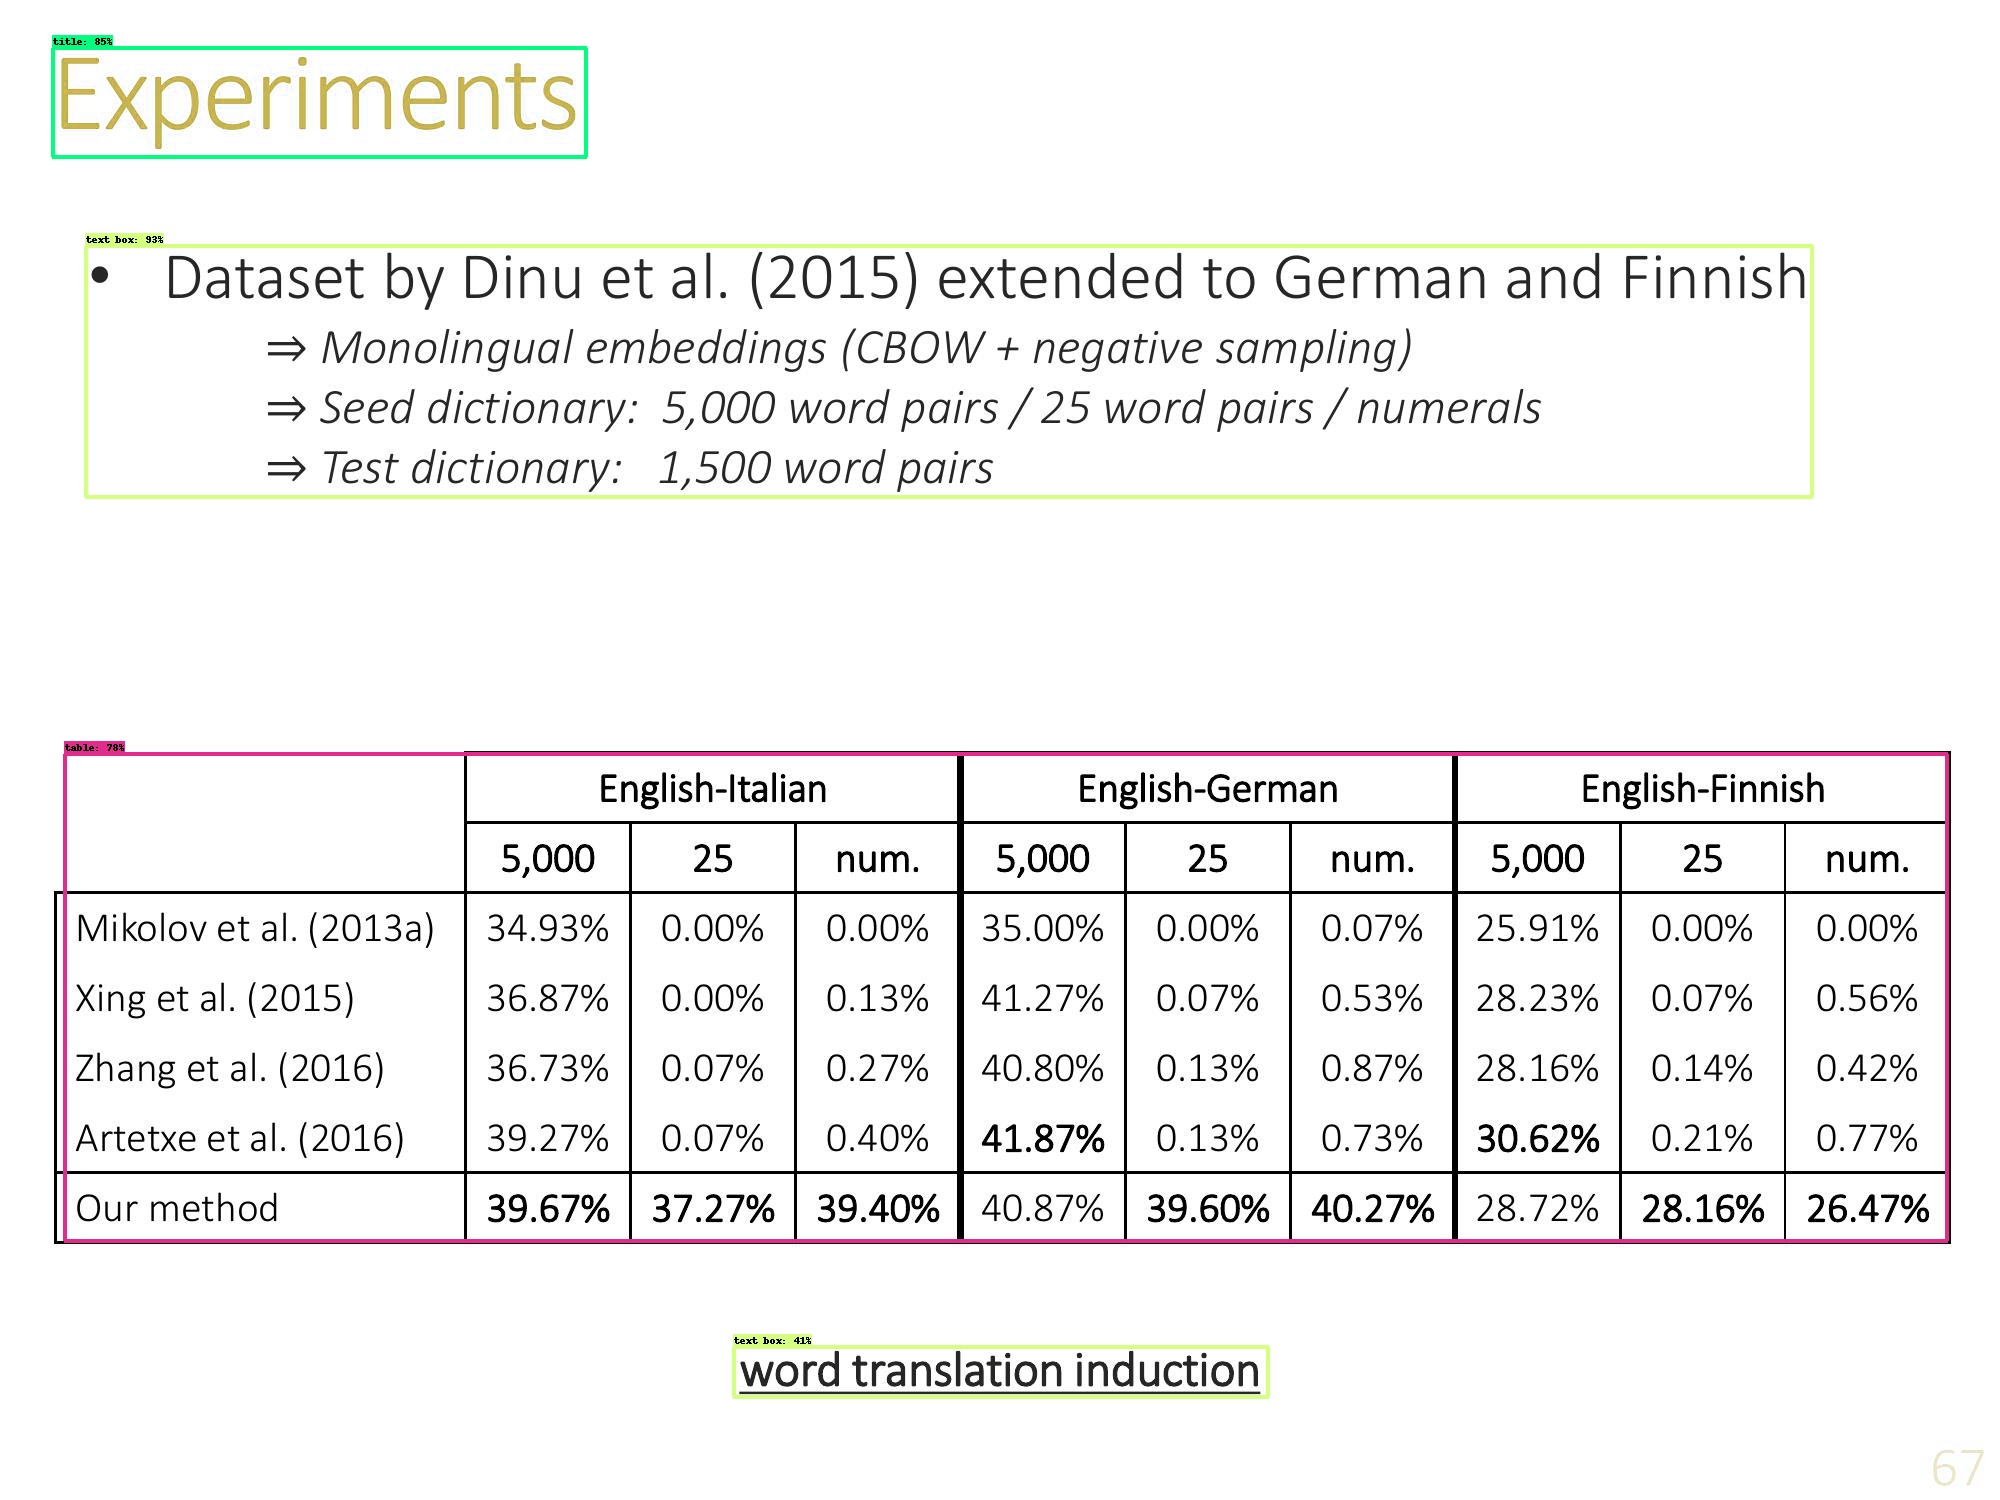 title: 85%
Experiments
text box: 93%
• Dataset by Dinu et al. (2015) extended to German and Finnish
⇒ Monolingual embeddings (CBOW + negative sampling)
⇒ Seed dictionary: 5,000 word pairs / 25 word pairs / numerals
⇒ Test dictionary: 1,500 word pairs
table: 78%
English-Italian English-German English-Finnish
5,000 25 num. 5,000 25 num. 5,000 25 num.
Mikolov et al. (2013a) 34.93% 0.00% 0.00% 35.00% 0.00% 0.07% 25.91% 0.00% 0.00%
Xing et al. (2015) 36.87% 0.00% 0.13% 41.27% 0.07% 0.53% 28.23% 0.07% 0.56%
Zhang et al. (2016) 36.73% 0.07% 0.27% 40.80% 0.13% 0.87% 28.16% 0.14% 0.42%
Artetxe et al. (2016) 39.27% 0.07% 0.40% 41.87% 0.13% 0.73% 30.62% 0.21% 0.77%
Our method 39.67% 37.27% 39.40% 40.87% 39.60% 40.27% 28.72% 28.16% 26.47%
text box: 41%
word translation induction
67